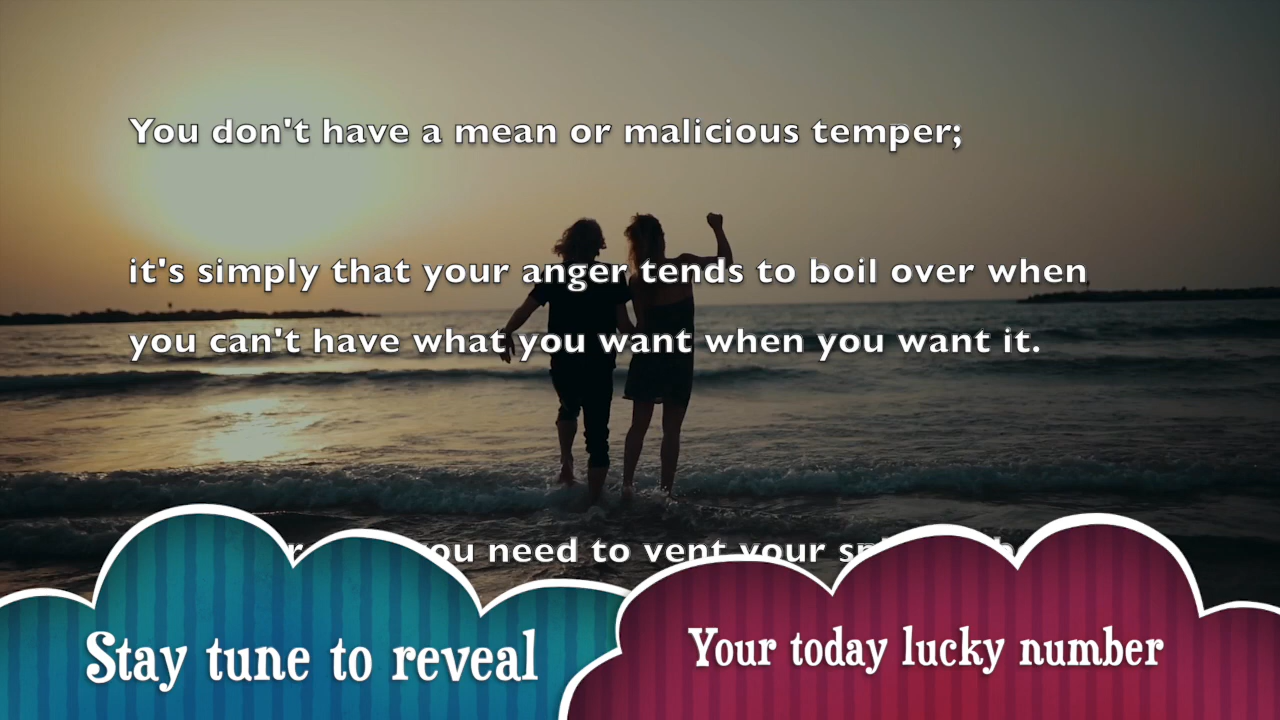 You don't have a mean or malicious temper;
it's simply that your anger tends to boil over when
you can't have what you want when you want it.
need to vent your
Stay tune to reveal
Your today lucky number